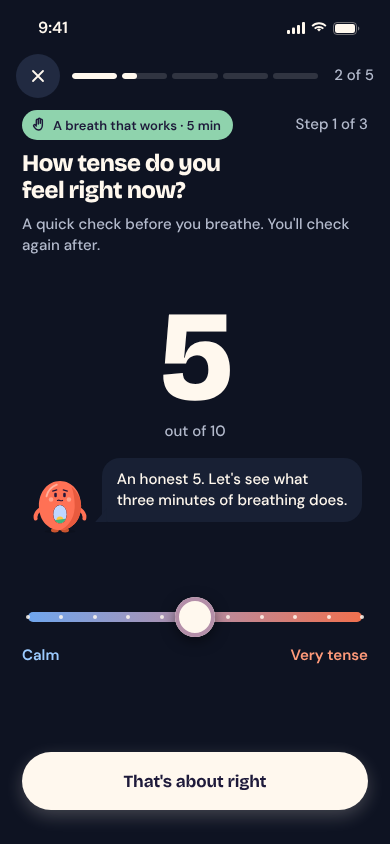 9:41
2 of 5
A breath that works · 5 min
Step 1 of 3
How tense do you
feel right now?
A quick check before you breathe. You'll check
again after.
5
out of 10
An honest 5. Let's see what
three minutes of breathing does.
Calm
Very tense
That's about right